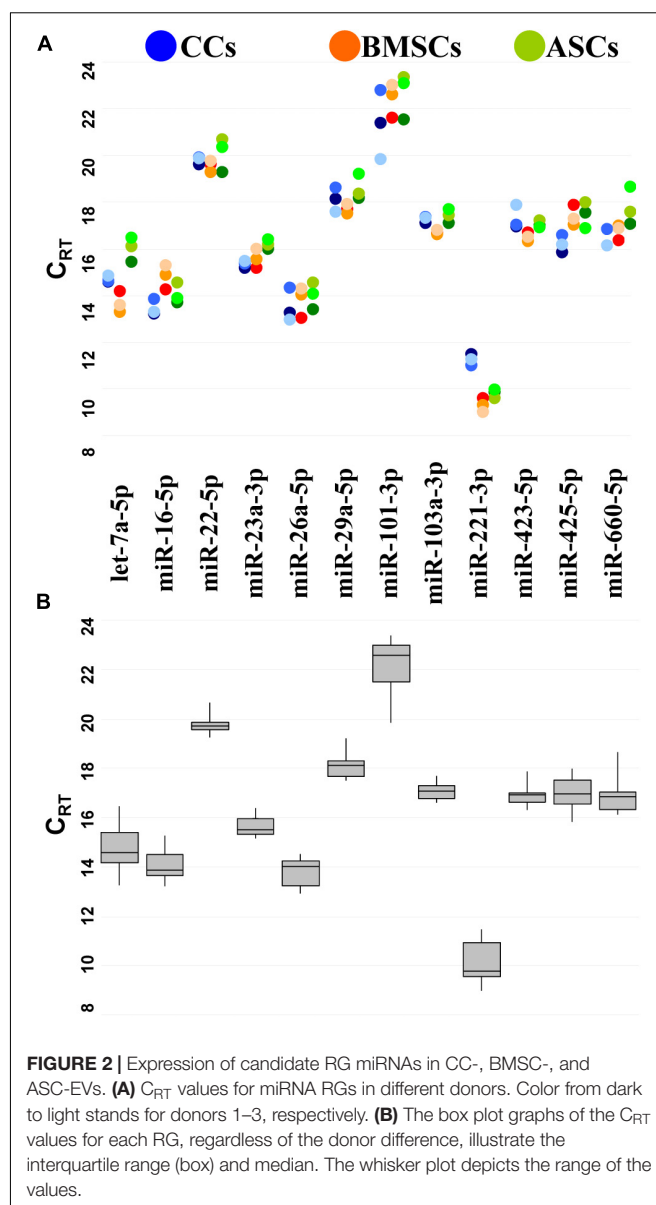 A
CCs BMSCs ASCs
24
22
20
18
16
14
12
10
8
C_RT
let-7a-5p
miR-16-5p
miR-22-5p
miR-23a-3p
miR-26a-5p
miR-29a-5p
miR-101-3p
miR-103a-3p
miR-221-3p
miR-423-5p
miR-425-5p
miR-660-5p
B
24
22
20
18
16
14
12
10
8
C_RT
FIGURE 2 | Expression of candidate RG miRNAs in CC-, BMSC-, and
ASC-EVs. (A) C_RT values for miRNA RGs in different donors. Color from dark
to light stands for donors 1–3, respectively. (B) The box plot graphs of the C_RT
values for each RG, regardless of the donor difference, illustrate the
interquartile range (box) and median. The whisker plot depicts the range of the
values.